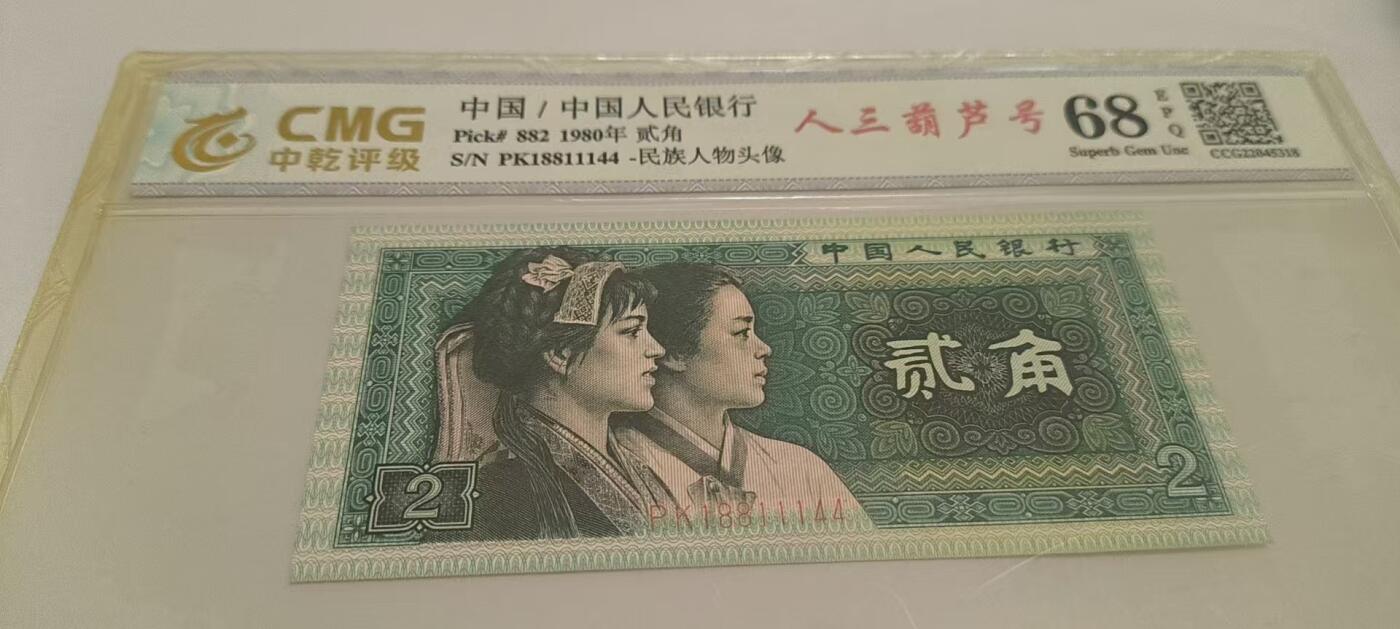 CMG
中乾评级
中国 / 中国人民银行
Pick# 882 1980年 贰角
S/N PK18811144 -民族人物头像
人三葫芦号
68
EPQ
Superb Gem Unc
CCG22845318
中国人民银行
贰角
2
2
PK18811144